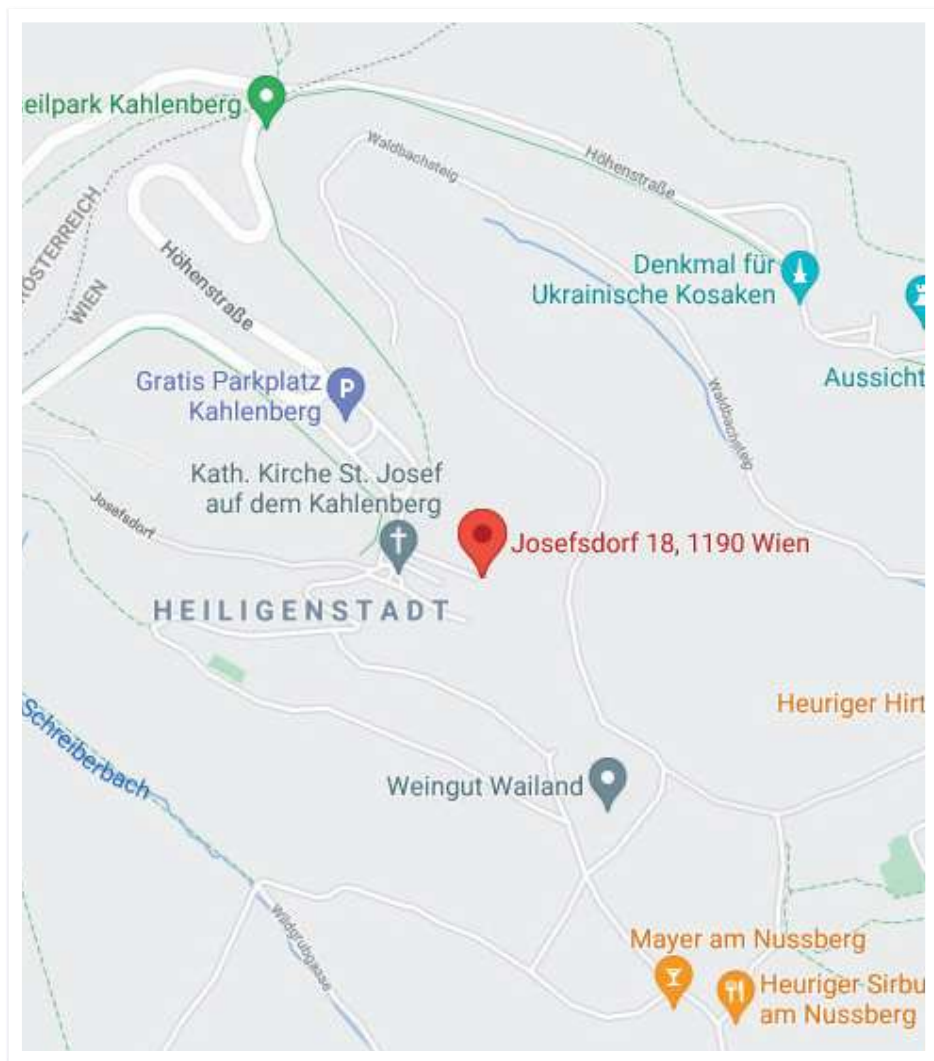 eilpark Kahlenberg
Waldbachsteig
Höhenstraße
RÖSTERREICH
WIEN
Höhenstraße
Denkmal für
Ukrainische Kosaken
Aussicht
Gratis Parkplatz
Kahlenberg
Waldbachsteig
Kath. Kirche St. Josef
auf dem Kahlenberg
Josefsdorf
Josefsdorf 18, 1190 Wien
HEILIGENSTADT
Heuriger Hirt
Schreiberbach
Weingut Wailand
Wildgrubgasse
Mayer am Nussberg
Heuriger Sirbu
am Nussberg